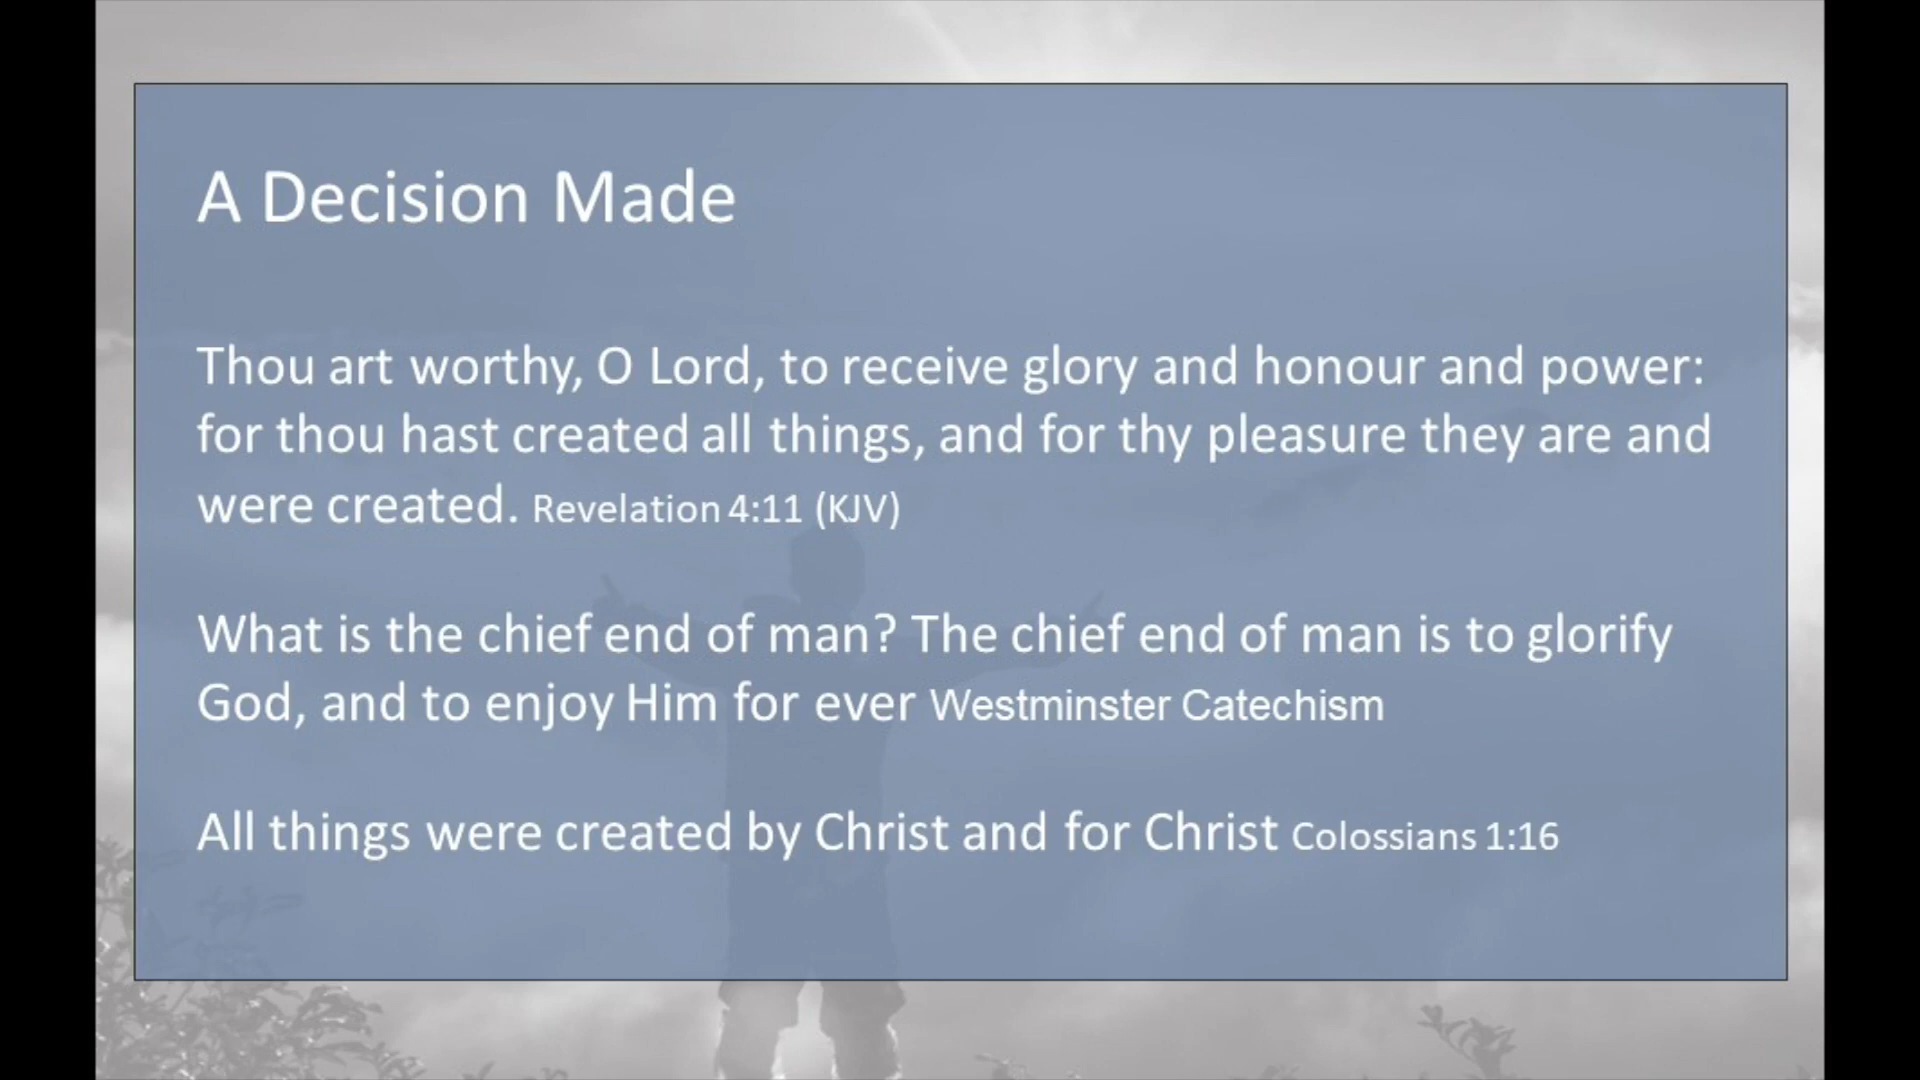 A Decision Made
Thou art worthy, O Lord, to receive glory and honour and power:
for thou hast created all things, and for thy pleasure they are and
were created. Revelation 4:11 (KJV)
What is the chief end of man? The chief end of man is to glorify
God, and to enjoy Him for ever Westminster Catechism
All things were created by Christ and for Christ Colossians 1:16